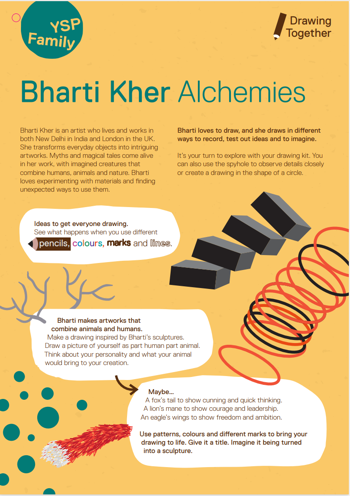 YSP
Family
Drawing
Together
Bharti Kher Alchemies
Bharti Kher is an artist who lives and works in
both New Delhi in India and London in the UK.
She transforms everyday objects into intriguing
artworks. Myths and magical tales come alive
in her work, with imagined creatures that
combine humans, animals and nature. Bharti
loves experimenting with materials and finding
unexpected ways to use them.
Bharti loves to draw, and she draws in different
ways to record, test out ideas and to imagine.
It's your turn to explore with your drawing kit. You
can also use the spyhole to observe details closely
or create a drawing in the shape of a circle.
Ideas to get everyone drawing.
See what happens when you use different
pencils, colours, marks and lines.
Bharti makes artworks that
combine animals and humans.
Make a drawing inspired by Bharti's sculptures.
Draw a picture of yourself as part human part animal.
Think about your personality and what your animal
would bring to your creation.
Maybe...
A fox's tail to show cunning and quick thinking.
A lion's mane to show courage and leadership.
An eagle's wings to show freedom and ambition.
Use patterns, colours and different marks to bring your
drawing to life. Give it a title. Imagine it being turned
into a sculpture.